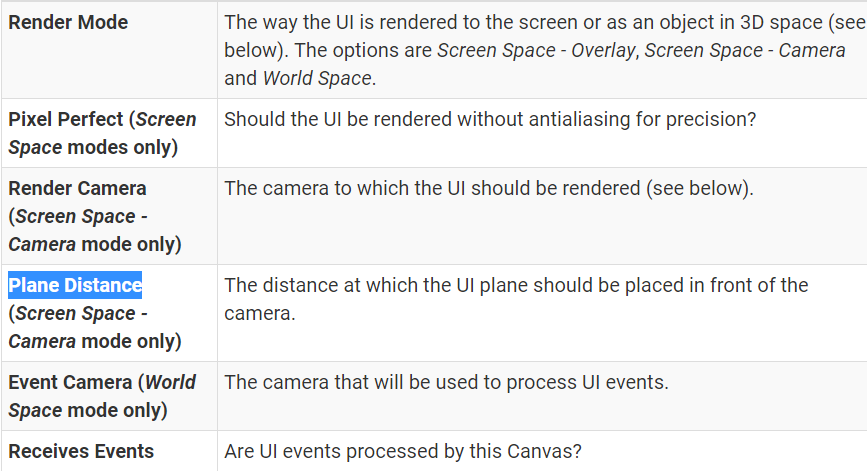 Render Mode
The way the UI is rendered to the screen or as an object in 3D space (see
below). The options are Screen Space - Overlay, Screen Space - Camera
and World Space.
Pixel Perfect (Screen
Space modes only)
Should the UI be rendered without antialiasing for precision?
Render Camera
(Screen Space -
Camera mode only)
The camera to which the UI should be rendered (see below).
Plane Distance
(Screen Space -
Camera mode only)
The distance at which the UI plane should be placed in front of the
camera.
Event Camera (World
Space mode only)
The camera that will be used to process UI events.
Receives Events
Are UI events processed by this Canvas?